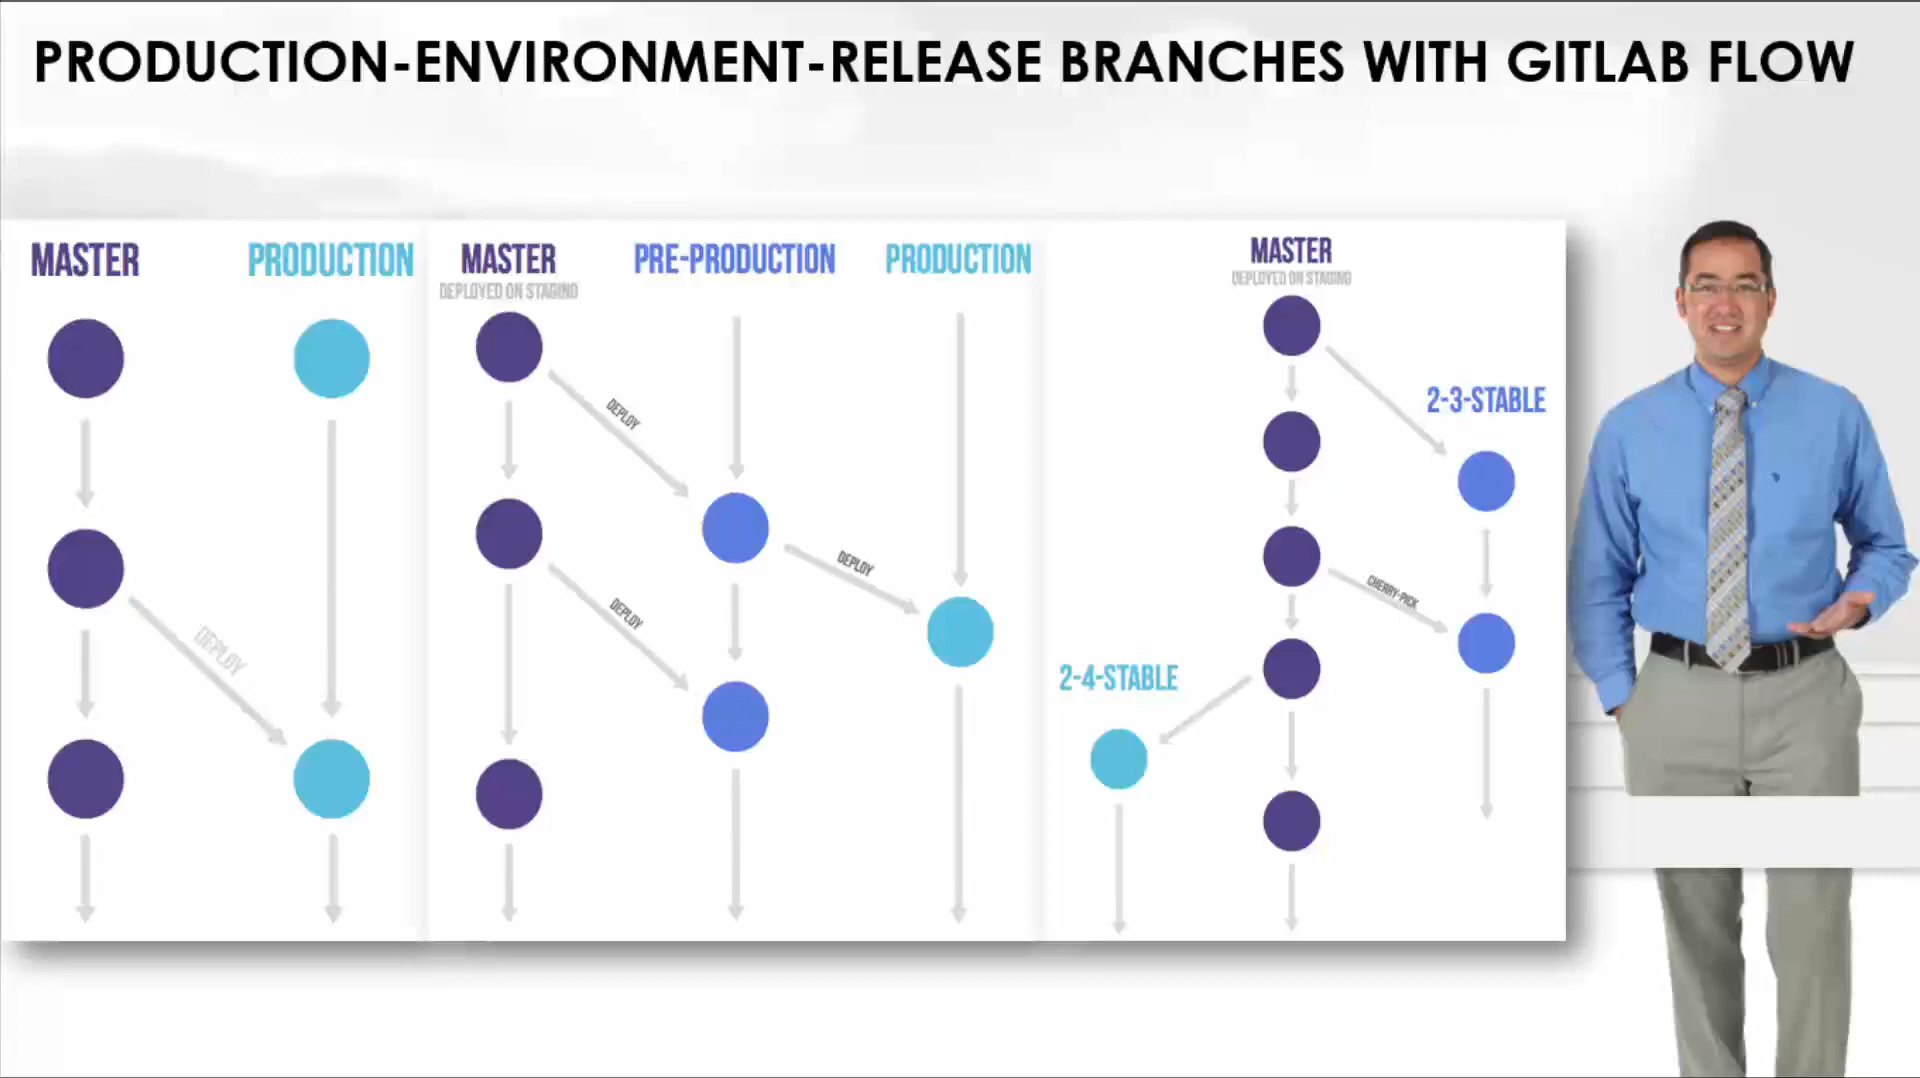 PRODUCTION-ENVIRONMENT-RELEASE BRANCHES WITH GITLAB FLOW
MASTER
PRODUCTION
DEPLOY
MASTER
DEPLOYED ON STAGING
PRE-PRODUCTION
PRODUCTION
DEPLOY
DEPLOY
DEPLOY
MASTER
DEPLOYED ON STAGING
2-3-STABLE
CHERRY-PICK
2-4-STABLE